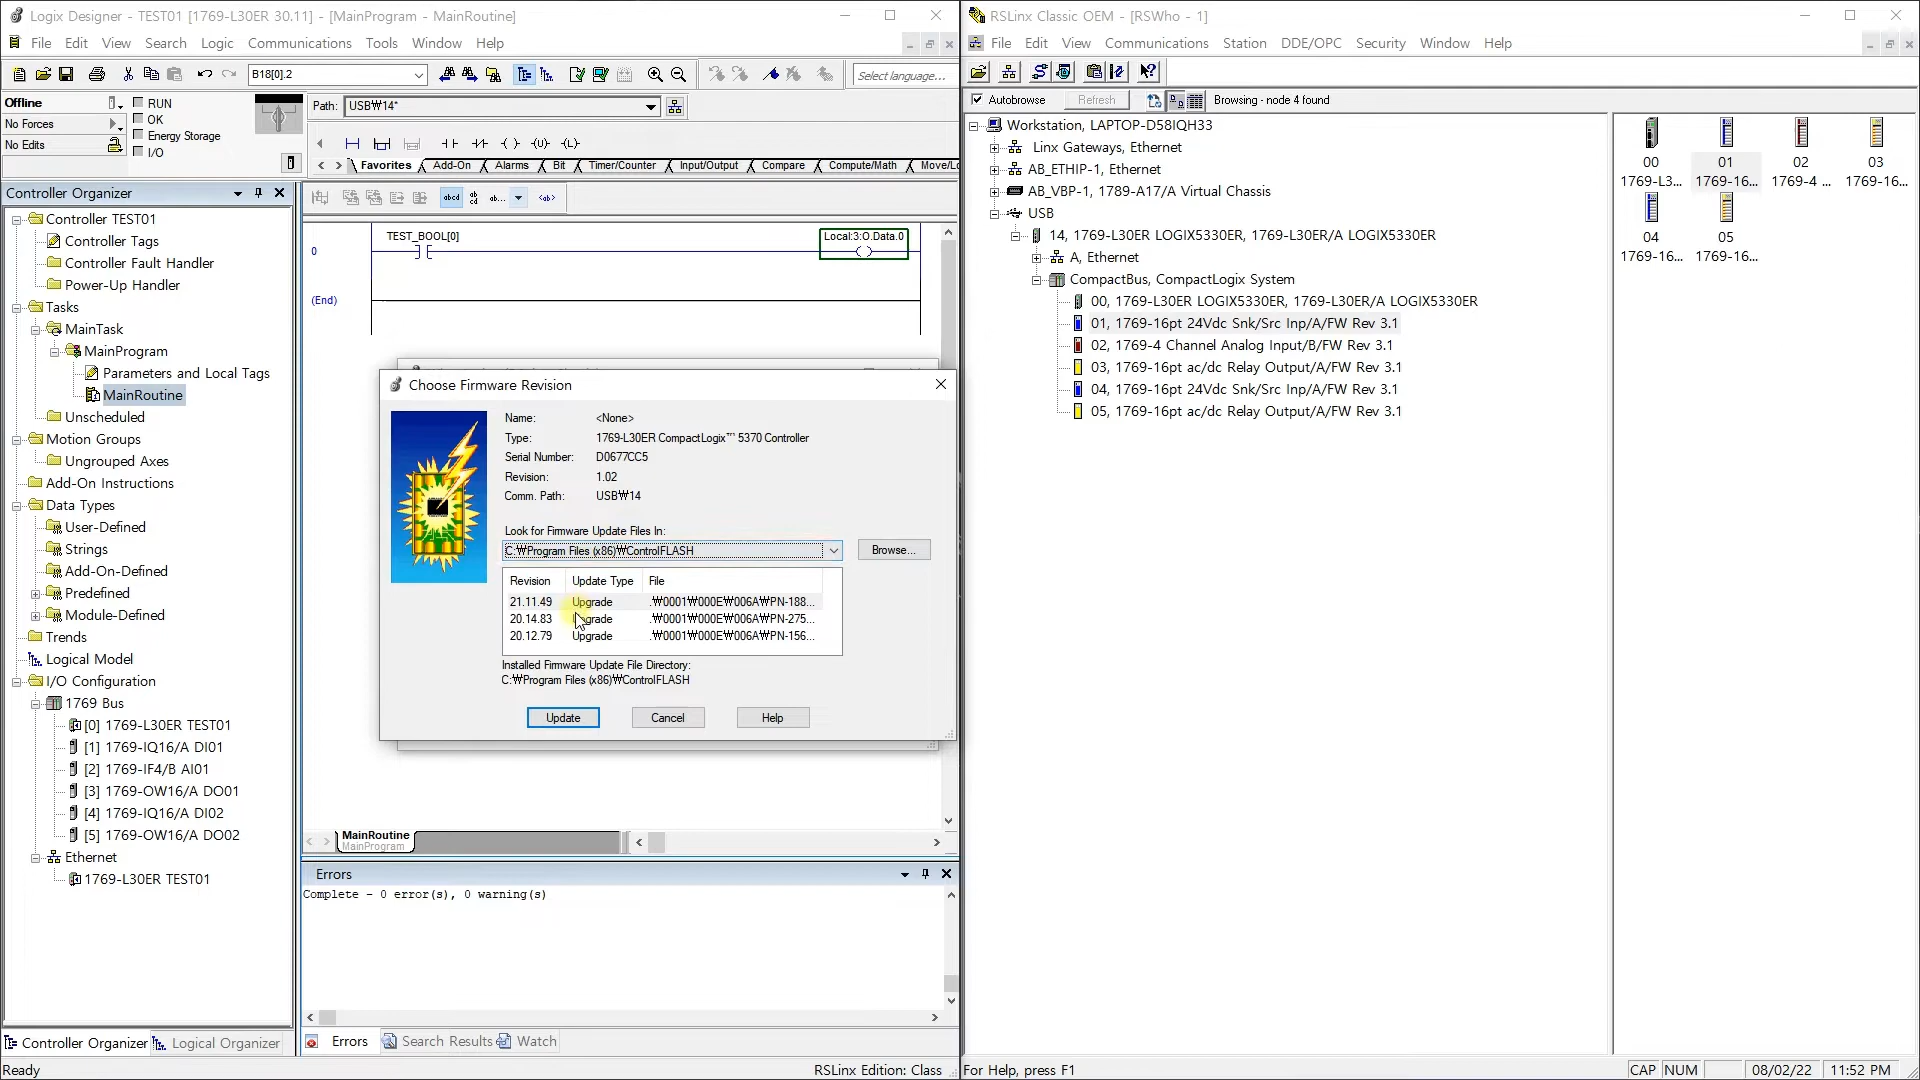 Logix Designer - TEST01 [1769-L30ER 30.11] - [MainProgram - MainRoutine]
File Edit View Search Logic Communications Tools Window Help
B18[0].2
Select language...
Offline
No Forces
No Edits
RUN
OK
Energy Storage
I/O
Path: USB₩14*
Favorites Add-On Alarms Bit Timer/Counter Input/Output Compare Compute/Math Move/L
Controller Organizer
Controller TEST01
Controller Tags
Controller Fault Handler
Power-Up Handler
Tasks
MainTask
MainProgram
Parameters and Local Tags
MainRoutine
Unscheduled
Motion Groups
Ungrouped Axes
Add-On Instructions
Data Types
User-Defined
Strings
Add-On-Defined
Predefined
Module-Defined
Trends
Logical Model
I/O Configuration
1769 Bus
[0] 1769-L30ER TEST01
[1] 1769-IQ16/A DI01
[2] 1769-IF4/B AI01
[3] 1769-OW16/A DO01
[4] 1769-IQ16/A DI02
[5] 1769-OW16/A DO02
Ethernet
1769-L30ER TEST01
Controller Organizer Logical Organizer
Ready
abcd ab cd ab... <ab>
TEST_BOOL[0] Local:3:O.Data.0
0
(End)
Choose Firmware Revision
Name: <None>
Type: 1769-L30ER CompactLogix™ 5370 Controller
Serial Number: D0677CC5
Revision: 1.02
Comm. Path: USB₩14
Look for Firmware Update Files In:
C:₩Program Files (x86)₩ControlFLASH Browse...
Revision Update Type File
21.11.49 Upgrade .₩0001₩000E₩006A₩PN-188...
20.14.83 Upgrade .₩0001₩000E₩006A₩PN-275...
20.12.79 Upgrade .₩0001₩000E₩006A₩PN-156...
Installed Firmware Update File Directory:
C:₩Program Files (x86)₩ControlFLASH
Update Cancel Help
MainRoutine
MainProgram
Errors
Complete - 0 error(s), 0 warning(s)
Errors Search Results Watch
RSLinx Edition: Class
RSLinx Classic OEM - [RSWho - 1]
File Edit View Communications Station DDE/OPC Security Window Help
Autobrowse Refresh Browsing - node 4 found
Workstation, LAPTOP-D58IQH33
Linx Gateways, Ethernet
AB_ETHIP-1, Ethernet
AB_VBP-1, 1789-A17/A Virtual Chassis
USB
14, 1769-L30ER LOGIX5330ER, 1769-L30ER/A LOGIX5330ER
A, Ethernet
CompactBus, CompactLogix System
00, 1769-L30ER LOGIX5330ER, 1769-L30ER/A LOGIX5330ER
01, 1769-16pt 24Vdc Snk/Src Inp/A/FW Rev 3.1
02, 1769-4 Channel Analog Input/B/FW Rev 3.1
03, 1769-16pt ac/dc Relay Output/A/FW Rev 3.1
04, 1769-16pt 24Vdc Snk/Src Inp/A/FW Rev 3.1
05, 1769-16pt ac/dc Relay Output/A/FW Rev 3.1
00 01 02 03
1769-L3... 1769-16... 1769-4 ... 1769-16...
04 05
1769-16... 1769-16...
For Help, press F1
CAP NUM 08/02/22 11:52 PM